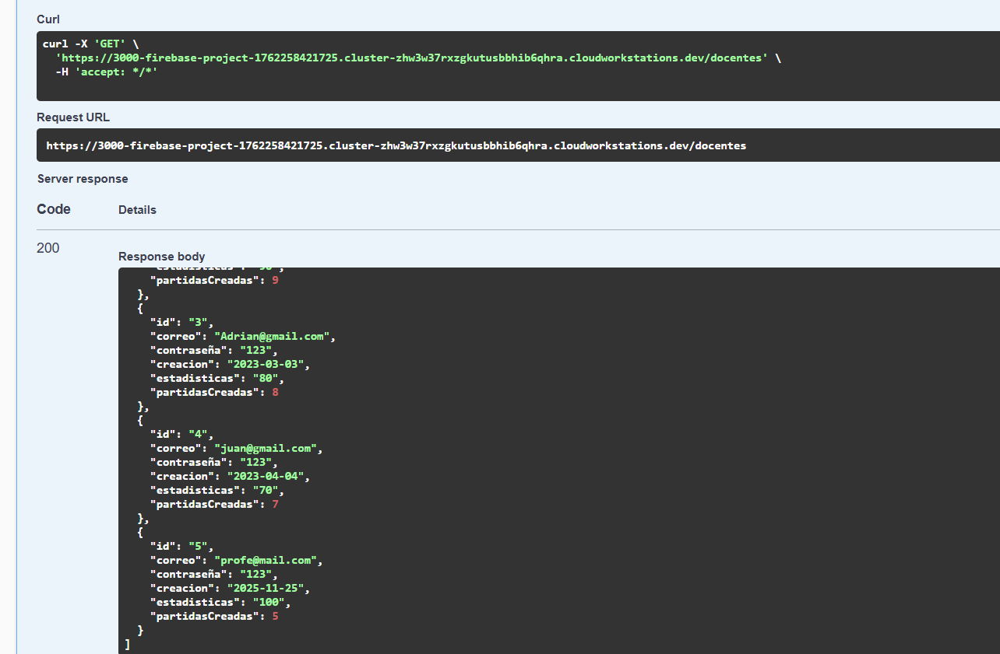 Curl
curl -X 'GET' \
  'https://3000-firebase-project-1762258421725.cluster-zhw3w37rxzgkutusbbhib6qhra.cloudworkstations.dev/docentes' \
  -H 'accept: */*'
Request URL
https://3000-firebase-project-1762258421725.cluster-zhw3w37rxzgkutusbbhib6qhra.cloudworkstations.dev/docentes
Server response
Code Details
200
Response body
    "estadisticas": "90",
    "partidasCreadas": 9
  },
  {
    "id": "3",
    "correo": "Adrian@gmail.com",
    "contraseña": "123",
    "creacion": "2023-03-03",
    "estadisticas": "80",
    "partidasCreadas": 8
  },
  {
    "id": "4",
    "correo": "juan@gmail.com",
    "contraseña": "123",
    "creacion": "2023-04-04",
    "estadisticas": "70",
    "partidasCreadas": 7
  },
  {
    "id": "5",
    "correo": "profe@mail.com",
    "contraseña": "123",
    "creacion": "2025-11-25",
    "estadisticas": "100",
    "partidasCreadas": 5
  }
]